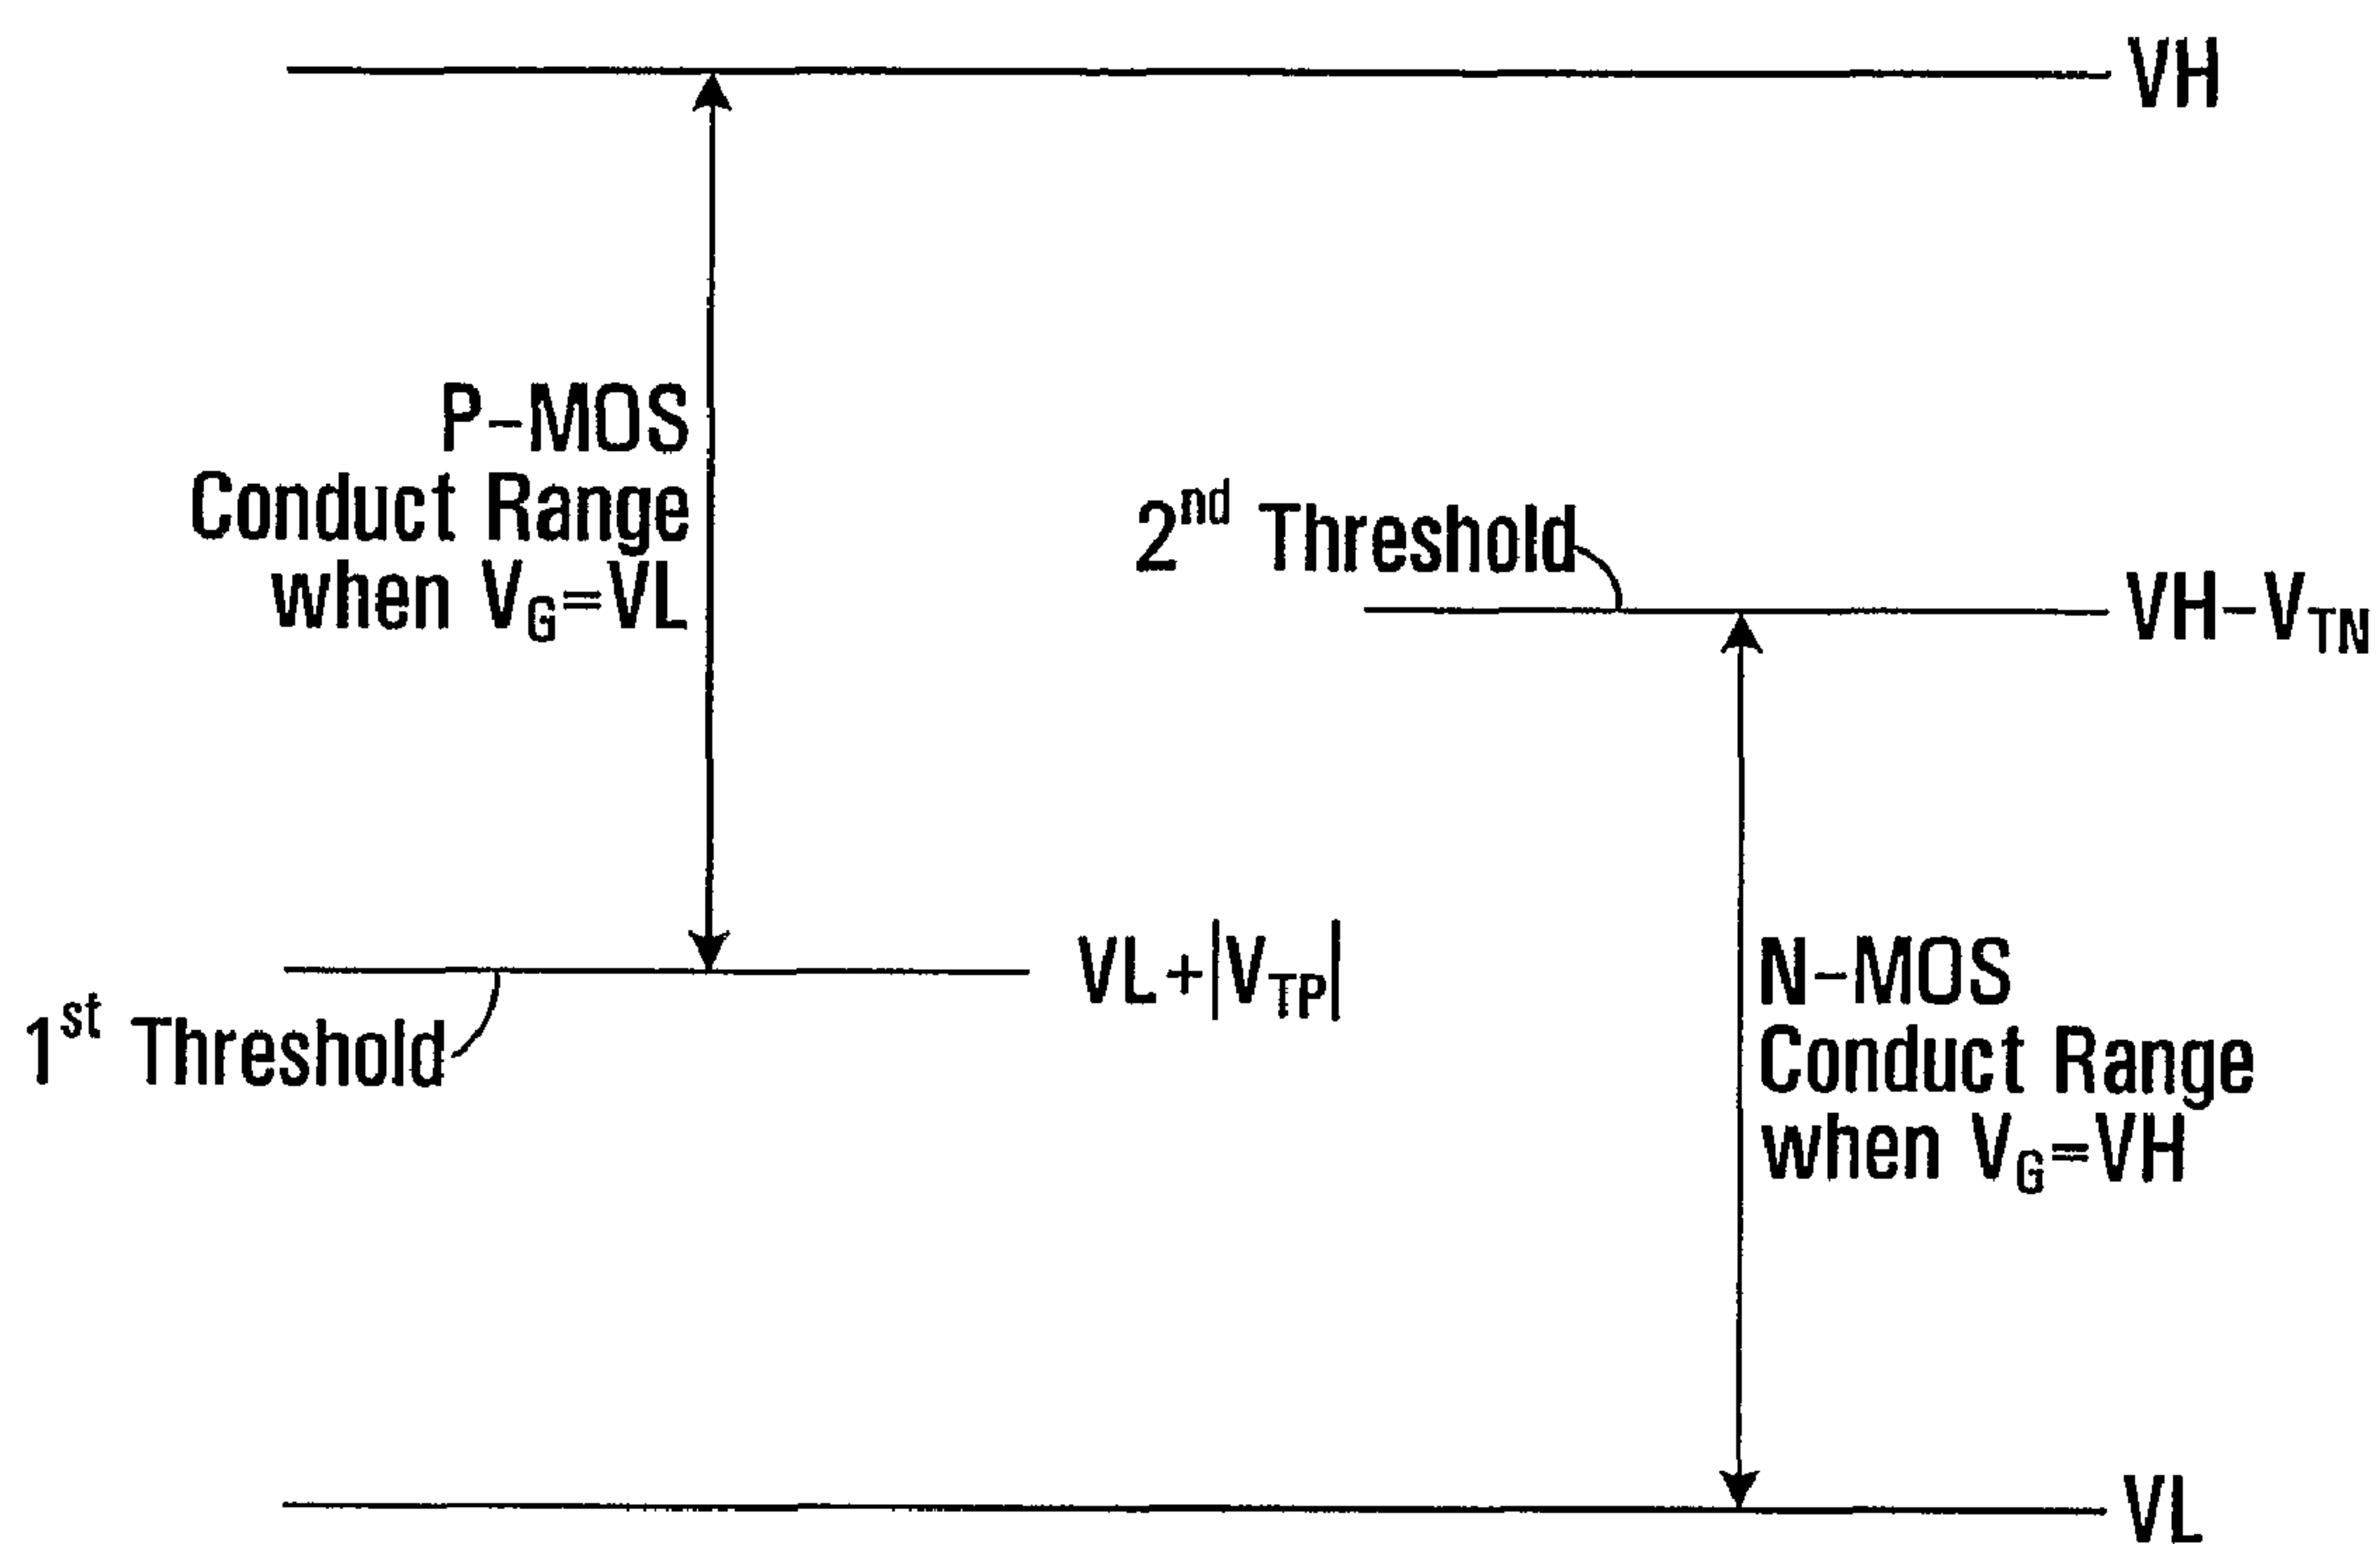 VH
P-MOS
Conduct Range
when VG=VL
2nd Threshold
VH-VTN
VL+|VTP|
1st Threshold
N-MOS
Conduct Range
when VG=VH
VL